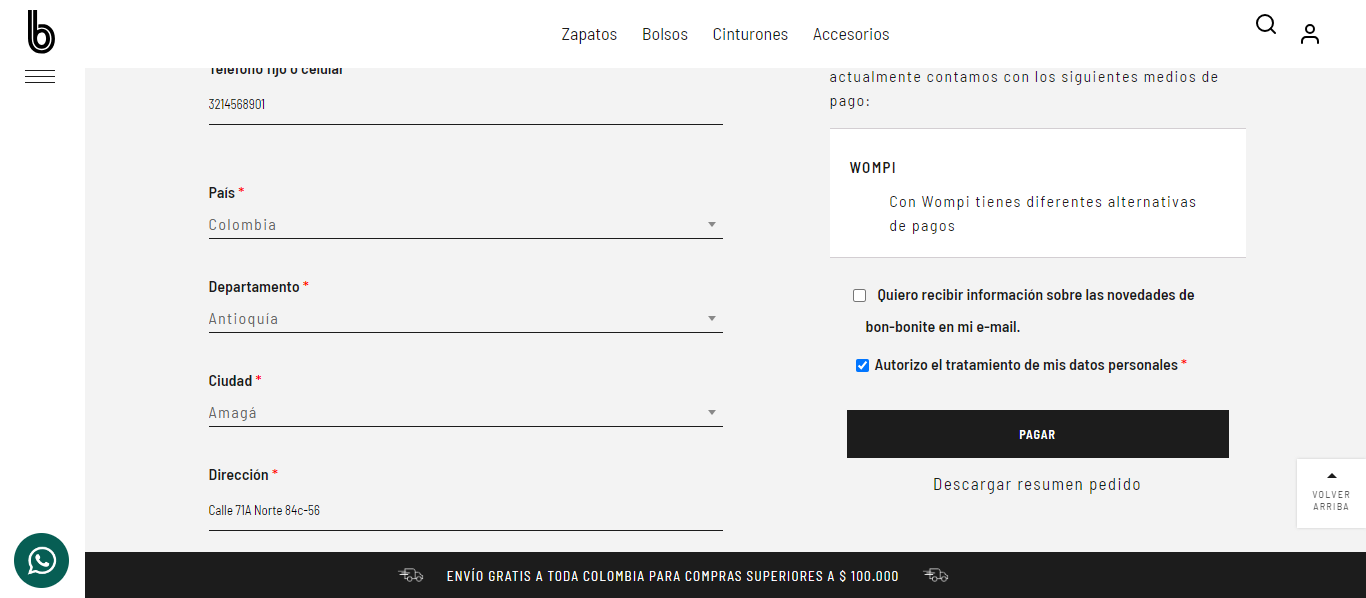 b
Zapatos Bolsos Cinturones Accesorios
Teléfono fijo o celular
3214568901
País *
Colombia
Departamento *
Antioquía
Ciudad *
Amagá
Dirección *
Calle 71A Norte 84c-56
actualmente contamos con los siguientes medios de
pago:
WOMPI
Con Wompi tienes diferentes alternativas
de pagos
Quiero recibir información sobre las novedades de
bon-bonite en mi e-mail.
Autorizo el tratamiento de mis datos personales *
PAGAR
Descargar resumen pedido
VOLVER
ARRIBA
ENVÍO GRATIS A TODA COLOMBIA PARA COMPRAS SUPERIORES A $ 100.000